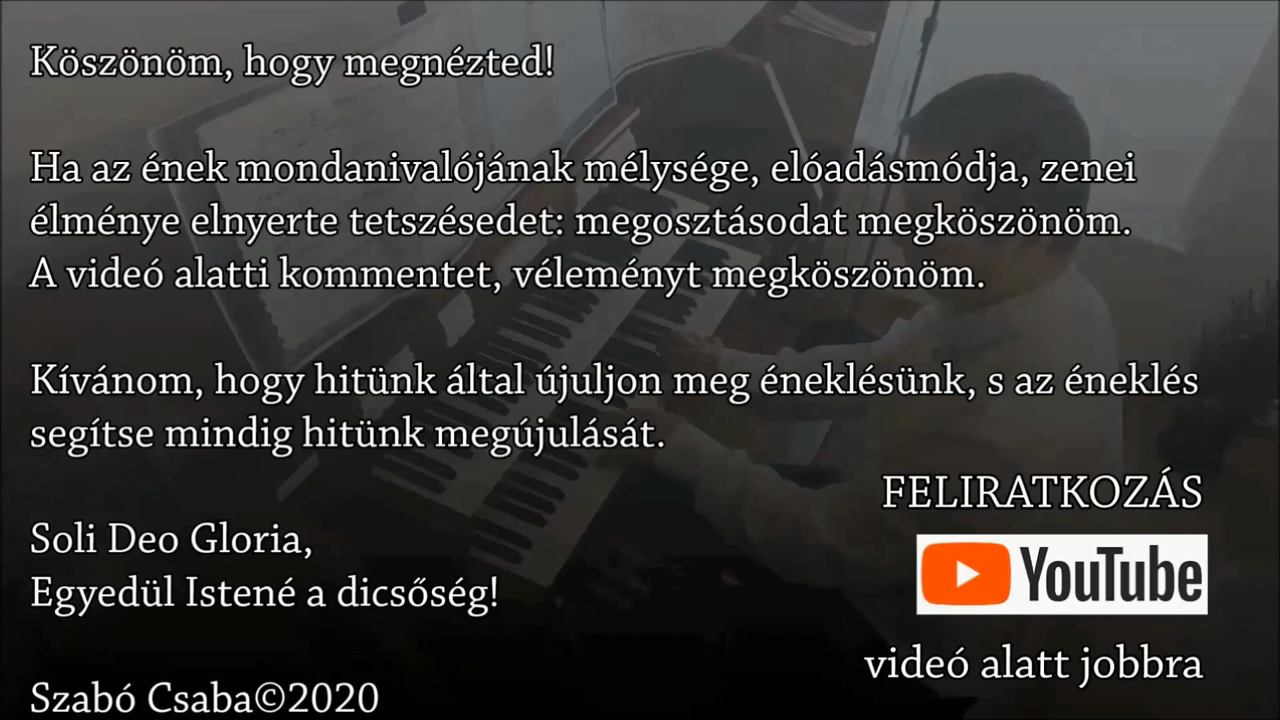 Köszönöm, hogy megnézted!
Ha az ének mondanivalójának mélysége, elóadásmódja, zenei
élménye elnyerte tetszésedet: megosztásodat megköszönöm.
A videó alatti kommentet, véleményt megköszönöm.
Kívánom, hogy hitünk által újuljon meg éneklésünk, s az éneklés
segítse mindig hitünk megújulását.
FELIRATKOZÁS
YouTube
videó alatt jobbra
Soli Deo Gloria,
Egyedül Istené a dicsőség!
Szabó Csaba©2020